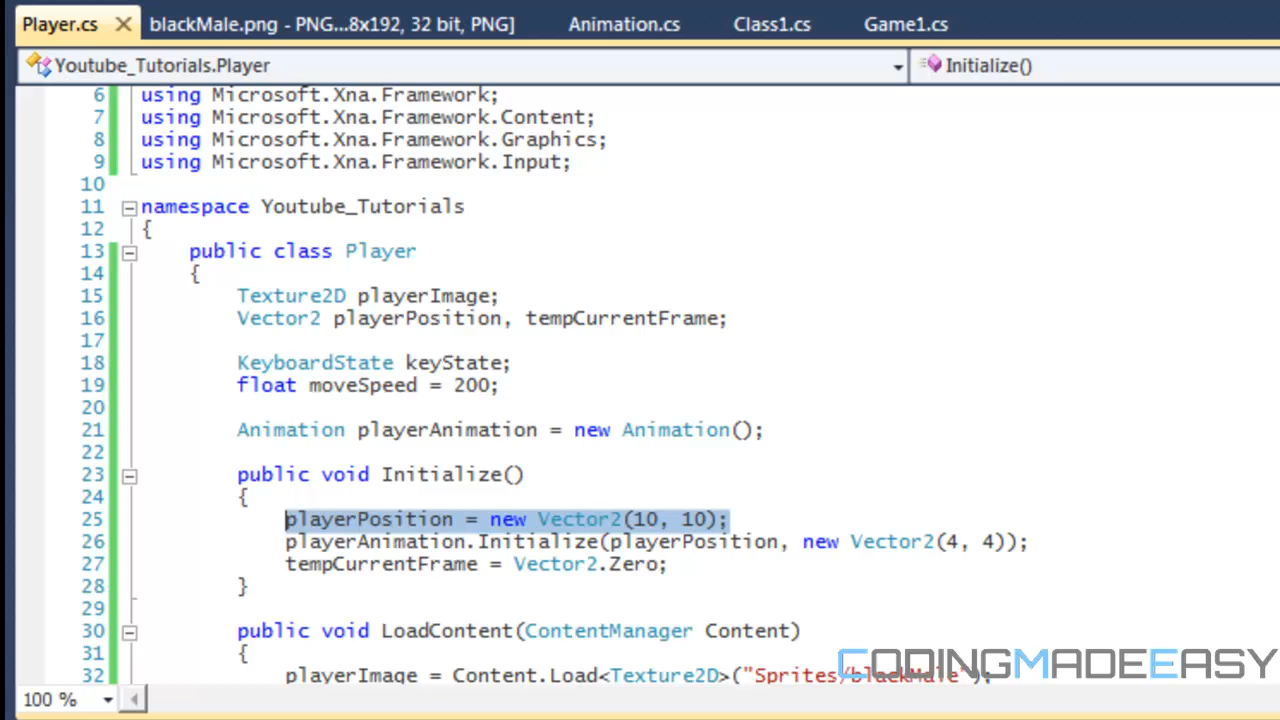 Player.cs blackMale.png - PNG...8x192, 32 bit, PNG] Animation.cs Class1.cs Game1.cs
Youtube_Tutorials.Player Initialize()
6 using Microsoft.Xna.Framework;
7 using Microsoft.Xna.Framework.Content;
8 using Microsoft.Xna.Framework.Graphics;
9 using Microsoft.Xna.Framework.Input;
10
11 namespace Youtube_Tutorials
12 {
13 public class Player
14 {
15 Texture2D playerImage;
16 Vector2 playerPosition, tempCurrentFrame;
17
18 KeyboardState keyState;
19 float moveSpeed = 200;
20
21 Animation playerAnimation = new Animation();
22
23 public void Initialize()
24 {
25 playerPosition = new Vector2(10, 10);
26 playerAnimation.Initialize(playerPosition, new Vector2(4, 4));
27 tempCurrentFrame = Vector2.Zero;
28 }
29
30 public void LoadContent(ContentManager Content)
31 {
32 playerImage = Content.Load<Texture2D>("Sprites/blackMale");
CODINGMADEEASY
100 %